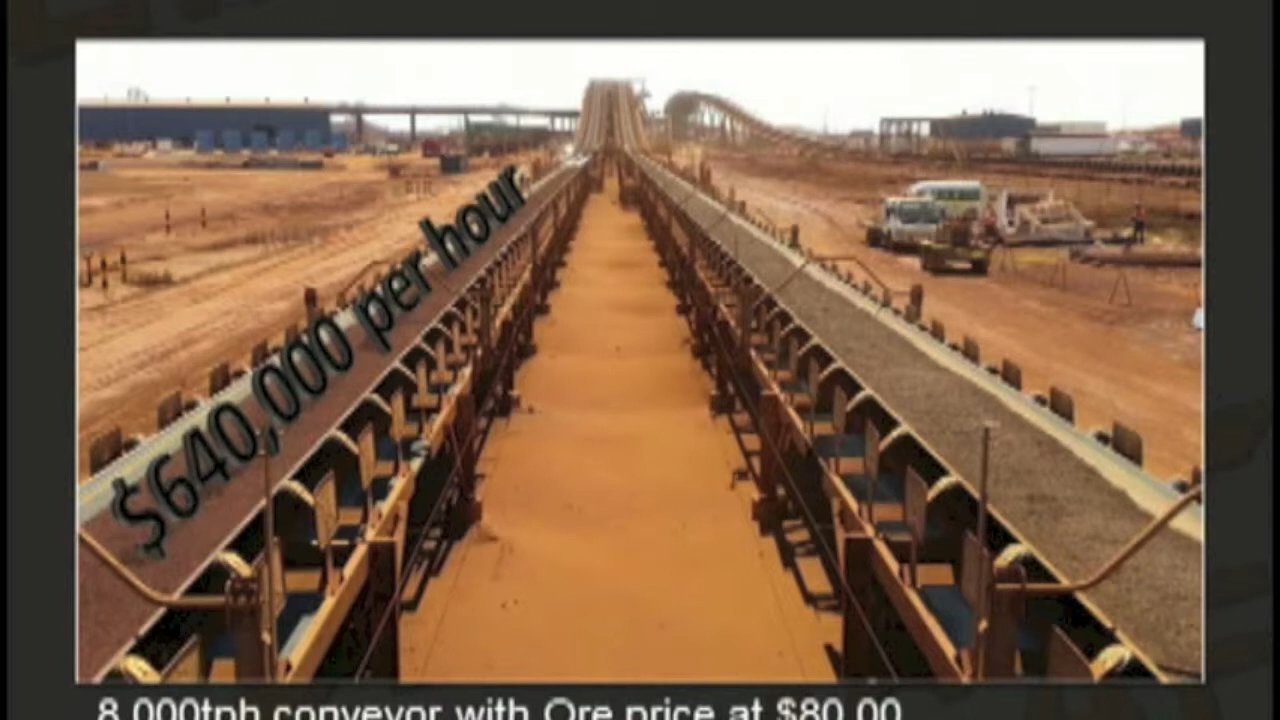 $640,000 per hour
8,000tph conveyor with Ore price at $80.00